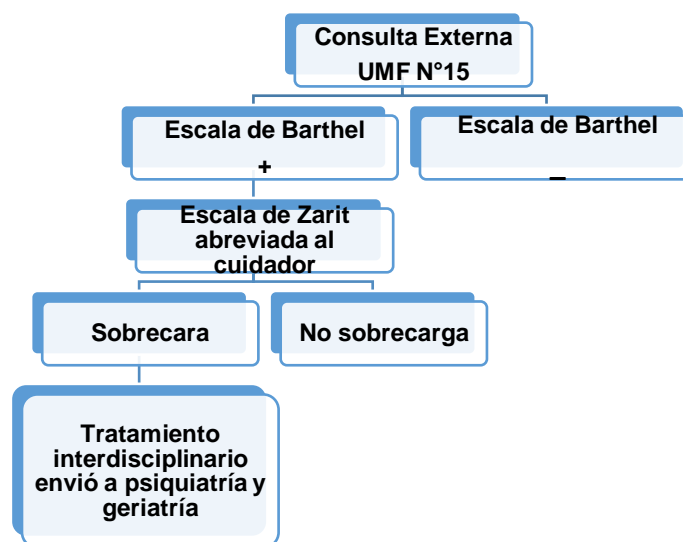 Consulta Externa
UMF N°15
Escala de Barthel
+
Escala de Barthel
–
Escala de Zarit
abreviada al
cuidador
Sobrecara
No sobrecarga
Tratamiento
interdisciplinario
envió a psiquiatría y
geriatría